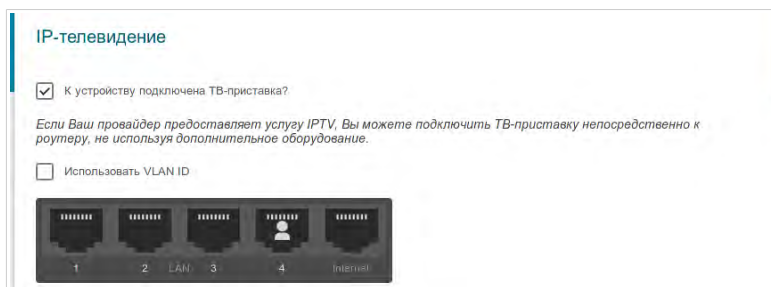 IP-телевидение
К устройству подключена ТВ-приставка?
Если Ваш провайдер предоставляет услугу IPTV, Вы можете подключить ТВ-приставку непосредственно к
роутеру, не используя дополнительное оборудование.
Использовать VLAN ID
1 2 LAN 3 4 Internet